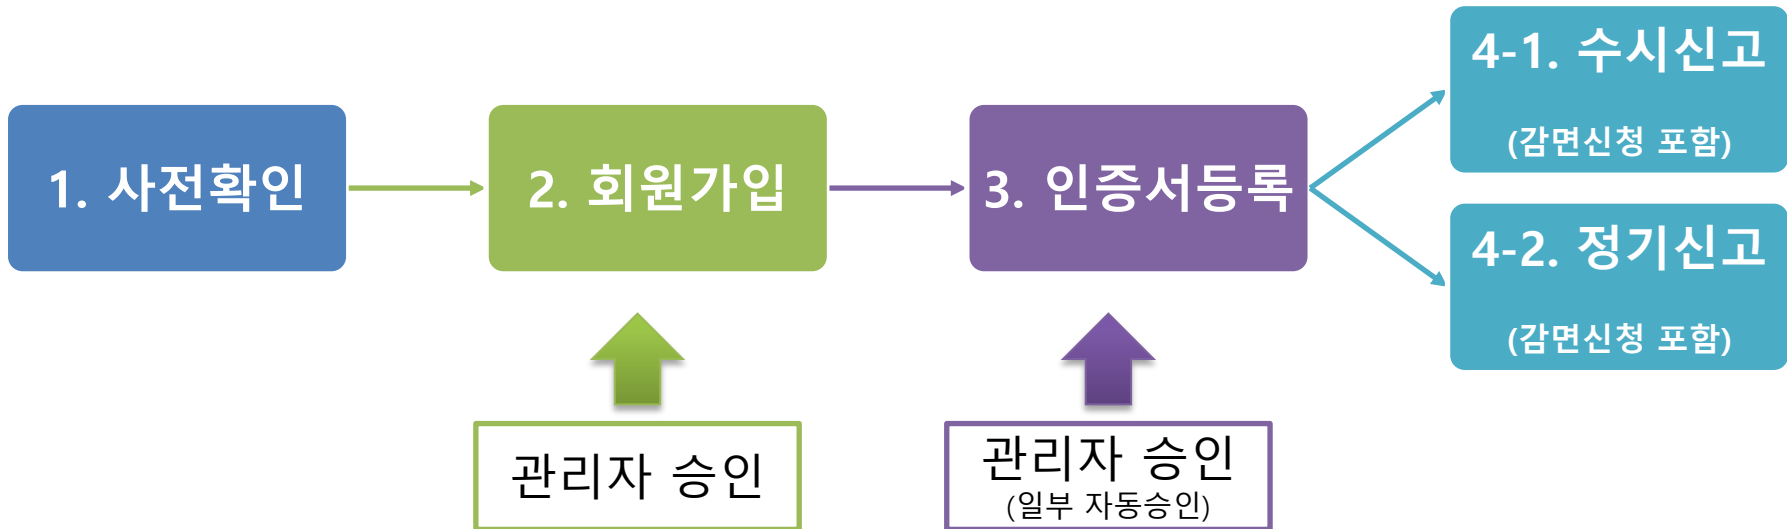 1. 사전확인
2. 회원가입
3. 인증서등록
4-1. 수시신고
(감면신청 포함)
4-2. 정기신고
(감면신청 포함)
관리자 승인
관리자 승인
(일부 자동승인)